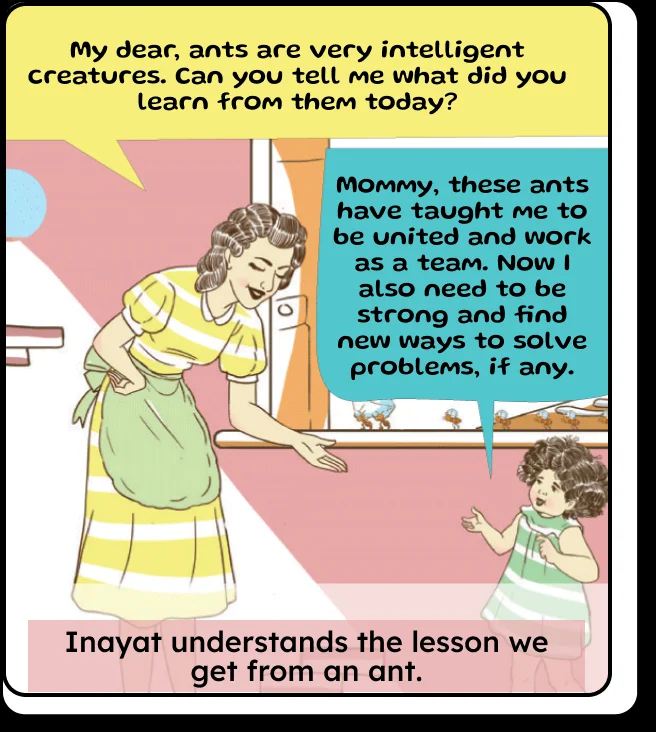 My dear, ants are very intelligent
creatures. Can you tell me what did you
learn from them today?
Mommy, these ants
have taught me to
be united and work
as a team. Now I
also need to be
strong and find
new ways to solve
problems, if any.
Inayat understands the lesson we
get from an ant.